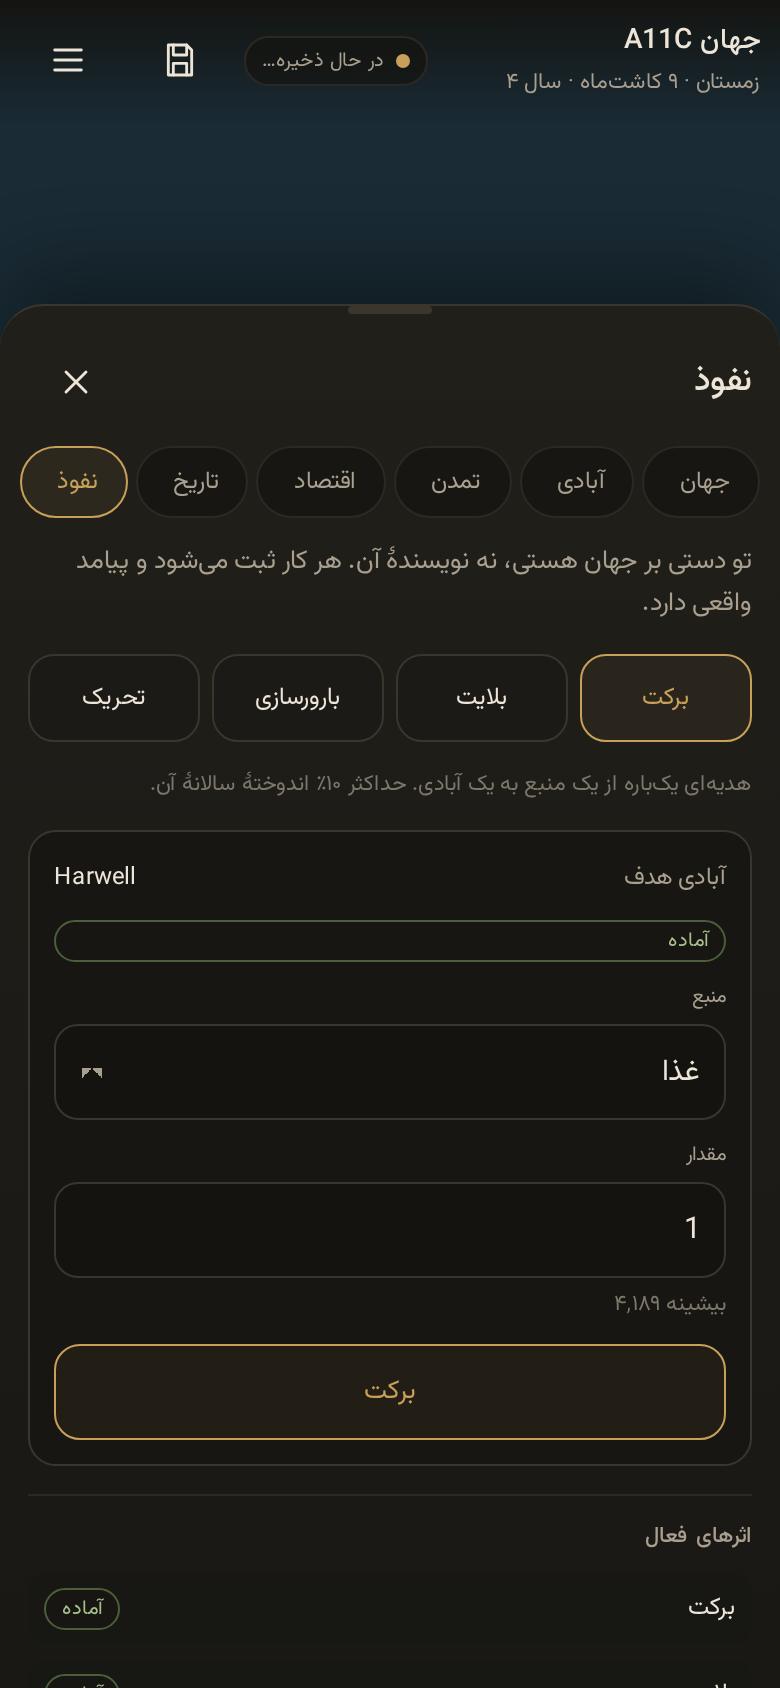 جهان A11C
زمستان · ۹ کاشت‌ماه · سال ۴
در حال ذخیره…
نفوذ
جهان
آبادی
تمدن
اقتصاد
تاریخ
نفوذ
تو دستی بر جهان هستی، نه نویسندهٔ آن. هر کار ثبت می‌شود و پیامد
واقعی دارد.
برکت
بلایت
بارورسازی
تحریک
هدیه‌ای یک‌باره از یک منبع به یک آبادی. حداکثر ۱۰٪ اندوختهٔ سالانهٔ آن.
آبادی هدف
Harwell
آماده
منبع
غذا
مقدار
1
بیشینه ۴,۱۸۹
برکت
اثرهای فعال
برکت
آماده